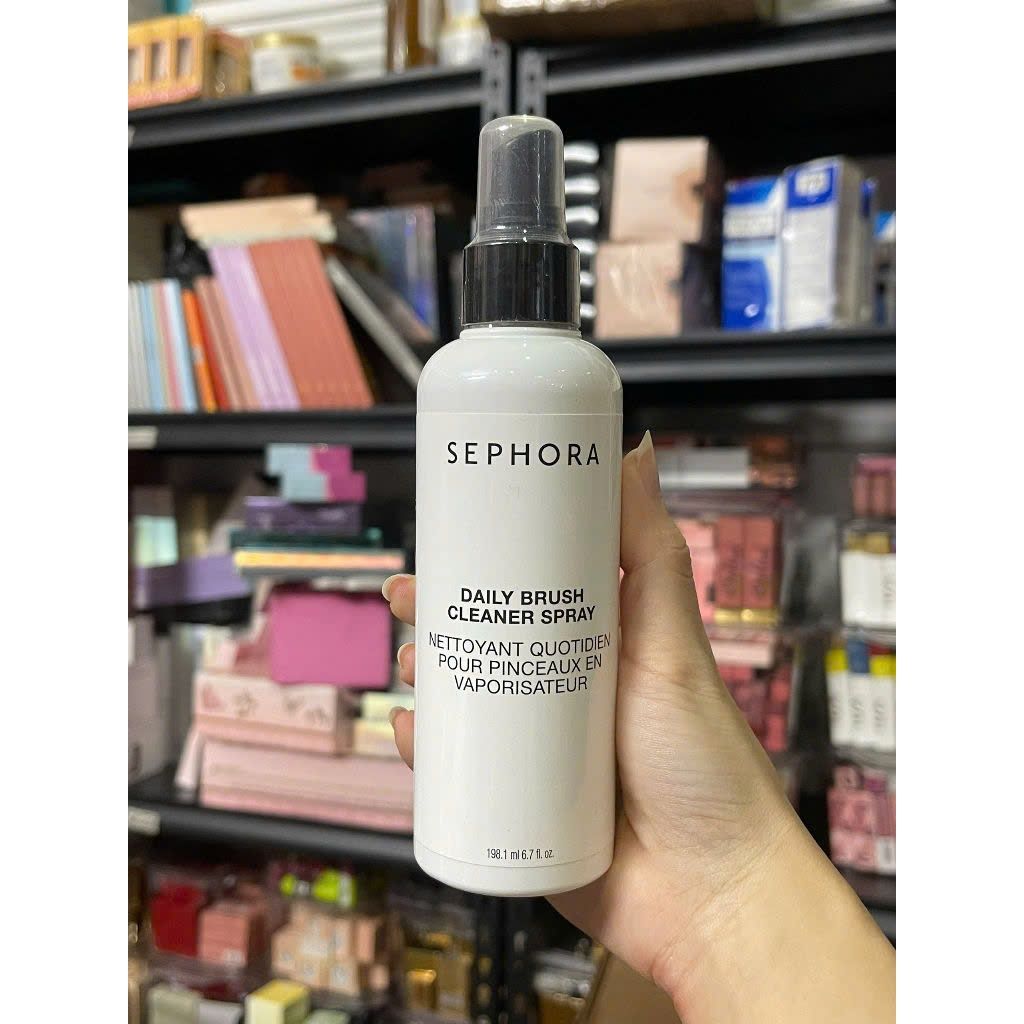 SEPHORA
DAILY BRUSH
CLEANER SPRAY
NETTOYANT QUOTIDIEN
POUR PINCEAUX EN
VAPORISATEUR
198.1 ml 6.7 fl. oz.